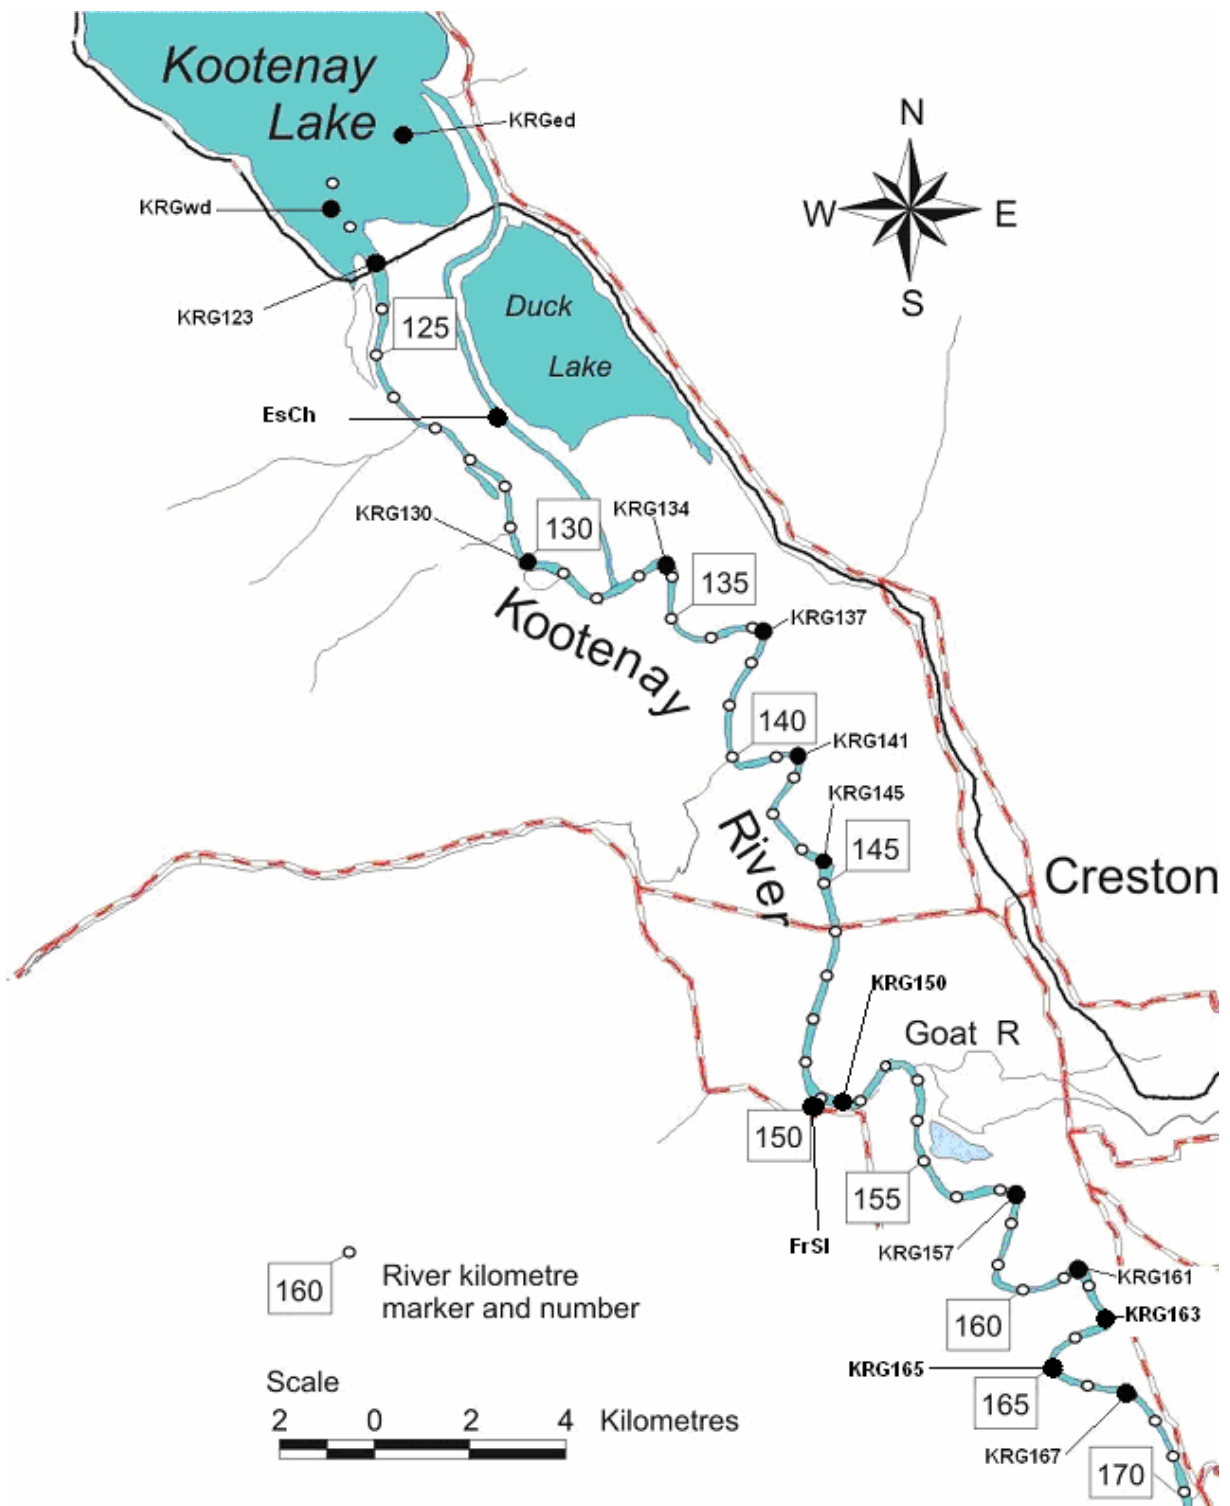 Kootenay
Lake
KRGed
N
KRGwd
W
E
S
KRG123
125
Duck
Lake
EsCh
KRG130
130
KRG134
135
KRG137
Kootenay
140
KRG141
KRG145
River
145
Creston
KRG150
Goat R
150
155
FrSl
KRG157
KRG161
160
KRG163
KRG165
165
KRG167
170
160
River kilometre
marker and number
Scale
2 0 2 4 Kilometres